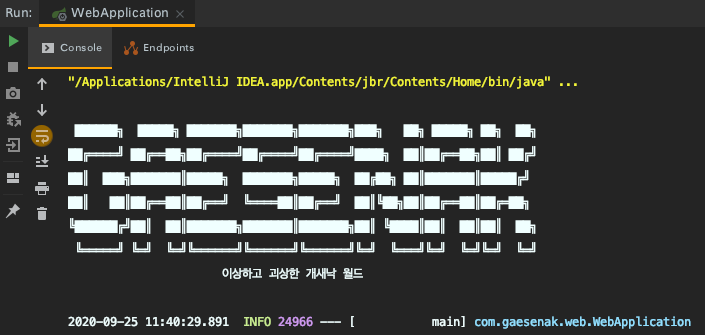 Run: WebApplication
Console Endpoints
"/Applications/IntelliJ IDEA.app/Contents/jbr/Contents/Home/bin/java" ...
GAESENAK
이상하고 괴상한 개새낙 월드
2020-09-25 11:40:29.891 INFO 24966 --- [ main] com.gaesenak.web.WebApplication